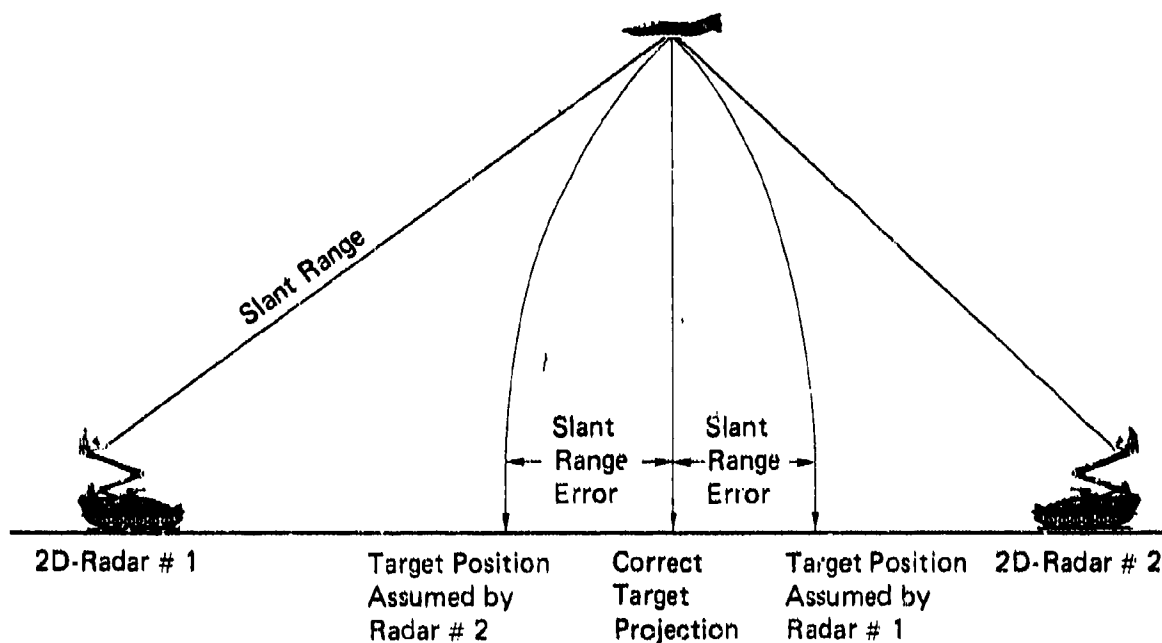 Slant Range
Slant
Range
Error
Slant
Range
Error
2D-Radar # 1
Target Position
Assumed by
Radar # 2
Correct
Target
Projection
Target Position
Assumed by
Radar # 1
2D-Radar # 2